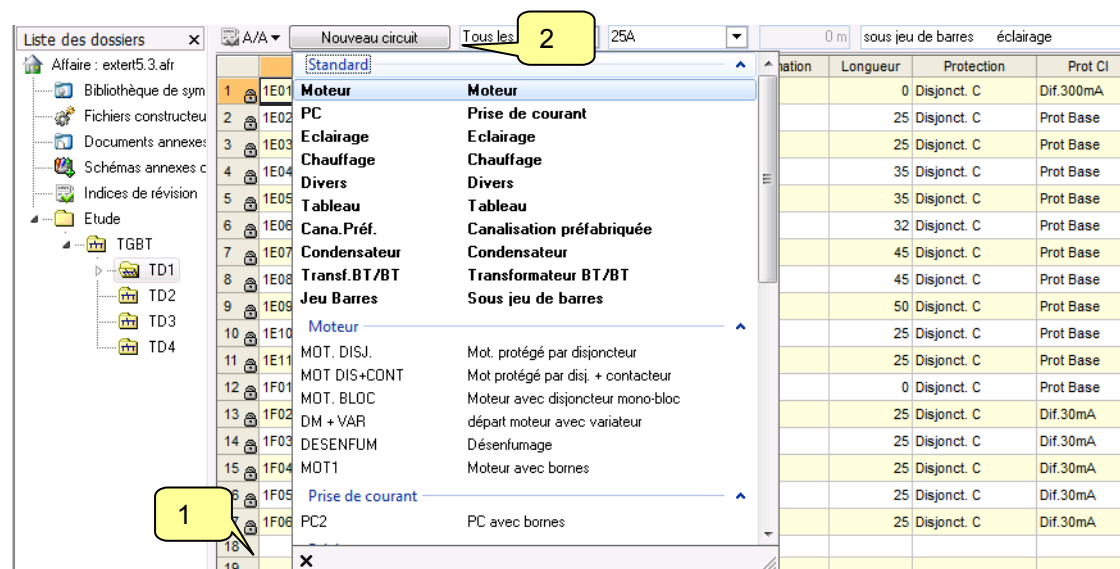 Liste des dossiers x
Affaire : extert5.3.afr
Bibliothèque de sym
Fichiers constructeu
Documents annexes
Schémas annexes c
Indices de révision
Etude
TGBT
TD1
TD2
TD3
TD4
A/A Nouveau circuit Tous les 25A 0 m sous jeu de barres éclairage
2
Standard
Moteur Moteur
PC Prise de courant
Eclairage Eclairage
Chauffage Chauffage
Divers Divers
Tableau Tableau
Cana.Préf. Canalisation préfabriquée
Condensateur Condensateur
Transf.BT/BT Transformateur BT/BT
Jeu Barres Sous jeu de barres
Moteur
MOT. DISJ. Mot. protégé par disjoncteur
MOT DIS+CONT Mot protégé par disj. + contacteur
MOT. BLOC Moteur avec disjoncteur mono-bloc
DM + VAR départ moteur avec variateur
DESENFUM Désenfumage
MOT1 Moteur avec bornes
Prise de courant
PC2 PC avec bornes
x
nation Longueur Protection Prot CI
1 1E01 0 Disjonct. C Dif.300mA
2 1E02 25 Disjonct. C Prot Base
3 1E03 25 Disjonct. C Prot Base
4 1E04 35 Disjonct. C Prot Base
5 1E05 35 Disjonct. C Prot Base
6 1E06 32 Disjonct. C Prot Base
7 1E07 45 Disjonct. C Prot Base
8 1E08 45 Disjonct. C Prot Base
9 1E09 50 Disjonct. C Prot Base
10 1E10 25 Disjonct. C Prot Base
11 1E11 25 Disjonct. C Prot Base
12 1F01 0 Disjonct. C Prot Base
13 1F02 25 Disjonct. C Dif.30mA
14 1F03 25 Disjonct. C Dif.30mA
15 1F04 25 Disjonct. C Dif.30mA
6 1F05 25 Disjonct. C Dif.30mA
7 1F06 25 Disjonct. C Dif.30mA
18
19
1